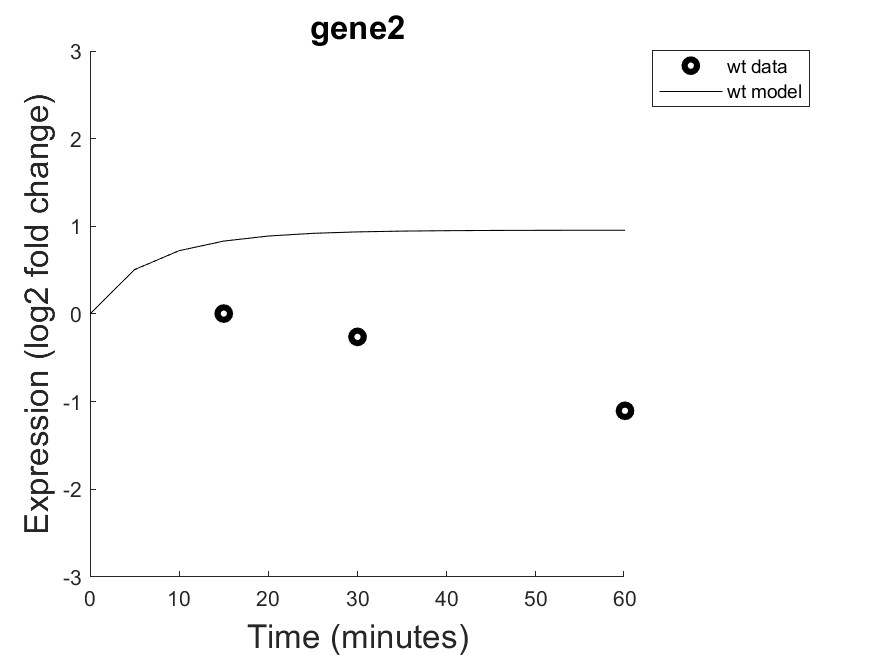 gene2
wt data
wt model
Expression (log2 fold change)
3
2
1
0
-1
-2
-3
0 10 20 30 40 50 60
Time (minutes)